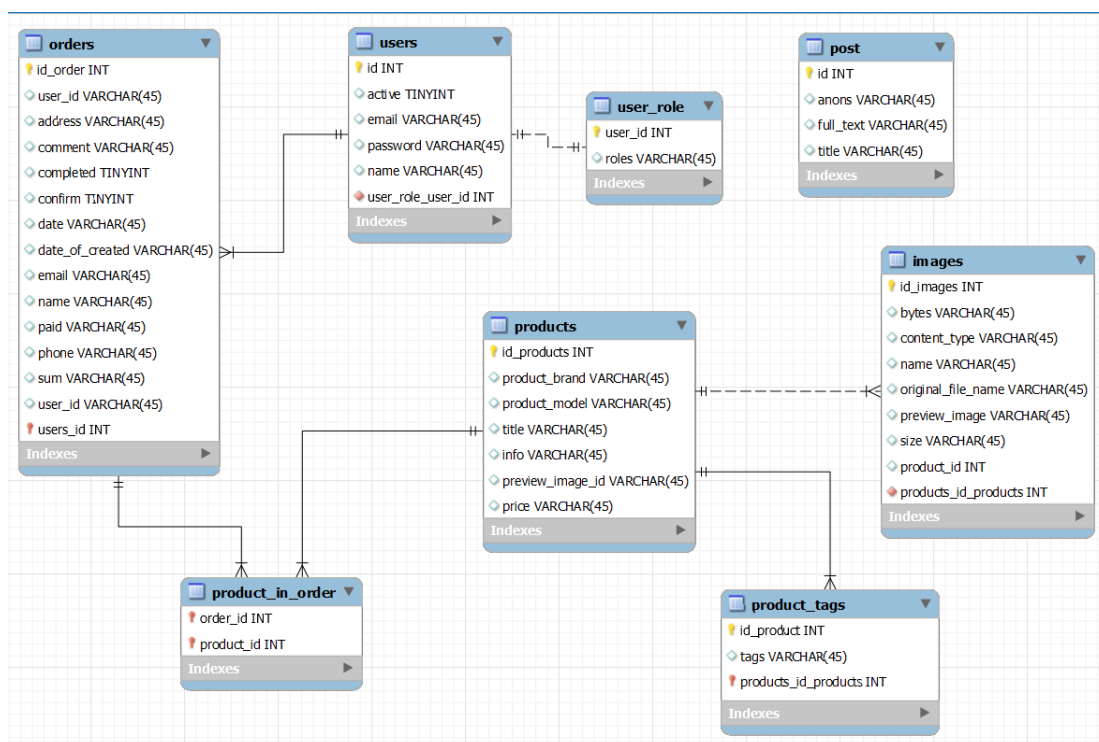 orders
id_order INT
user_id VARCHAR(45)
address VARCHAR(45)
comment VARCHAR(45)
completed TINYINT
confirm TINYINT
date VARCHAR(45)
date_of_created VARCHAR(45)
email VARCHAR(45)
name VARCHAR(45)
paid VARCHAR(45)
phone VARCHAR(45)
sum VARCHAR(45)
user_id VARCHAR(45)
users_id INT
Indexes
users
id INT
active TINYINT
email VARCHAR(45)
password VARCHAR(45)
name VARCHAR(45)
user_role_user_id INT
Indexes
user_role
user_id INT
roles VARCHAR(45)
Indexes
post
id INT
anons VARCHAR(45)
full_text VARCHAR(45)
title VARCHAR(45)
Indexes
images
id_images INT
bytes VARCHAR(45)
content_type VARCHAR(45)
name VARCHAR(45)
original_file_name VARCHAR(45)
preview_image VARCHAR(45)
size VARCHAR(45)
product_id INT
products_id_products INT
Indexes
products
id_products INT
product_brand VARCHAR(45)
product_model VARCHAR(45)
title VARCHAR(45)
info VARCHAR(45)
preview_image_id VARCHAR(45)
price VARCHAR(45)
Indexes
product_in_order
order_id INT
product_id INT
Indexes
product_tags
id_product INT
tags VARCHAR(45)
products_id_products INT
Indexes